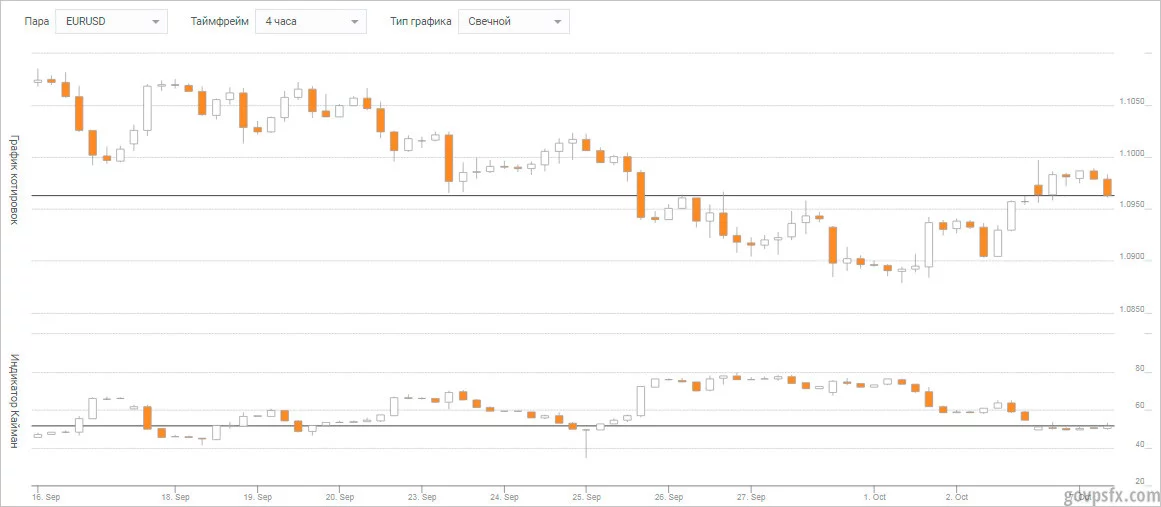 Пара EURUSD Таймфрейм 4 часа Тип графика Свечной
График котировок
1.1050
1.1000
1.0950
1.0900
1.0850
Индикатор Кайман
80
60
40
20
16. Sep 18. Sep 19. Sep 20. Sep 23. Sep 24. Sep 25. Sep 26. Sep 27. Sep 1. Oct 2. Oct
govpsfx.com